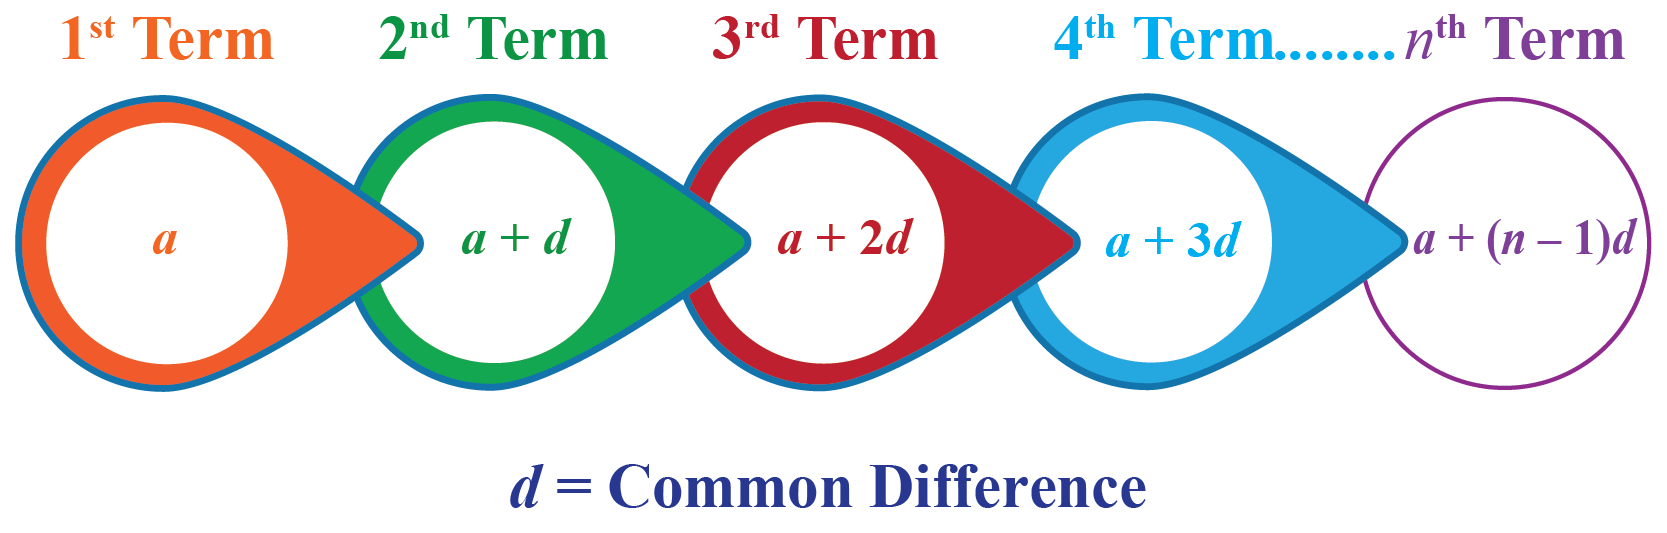 1st Term 2nd Term 3rd Term 4th Term........nth Term
a a + d a + 2d a + 3d a + (n – 1)d
d = Common Difference